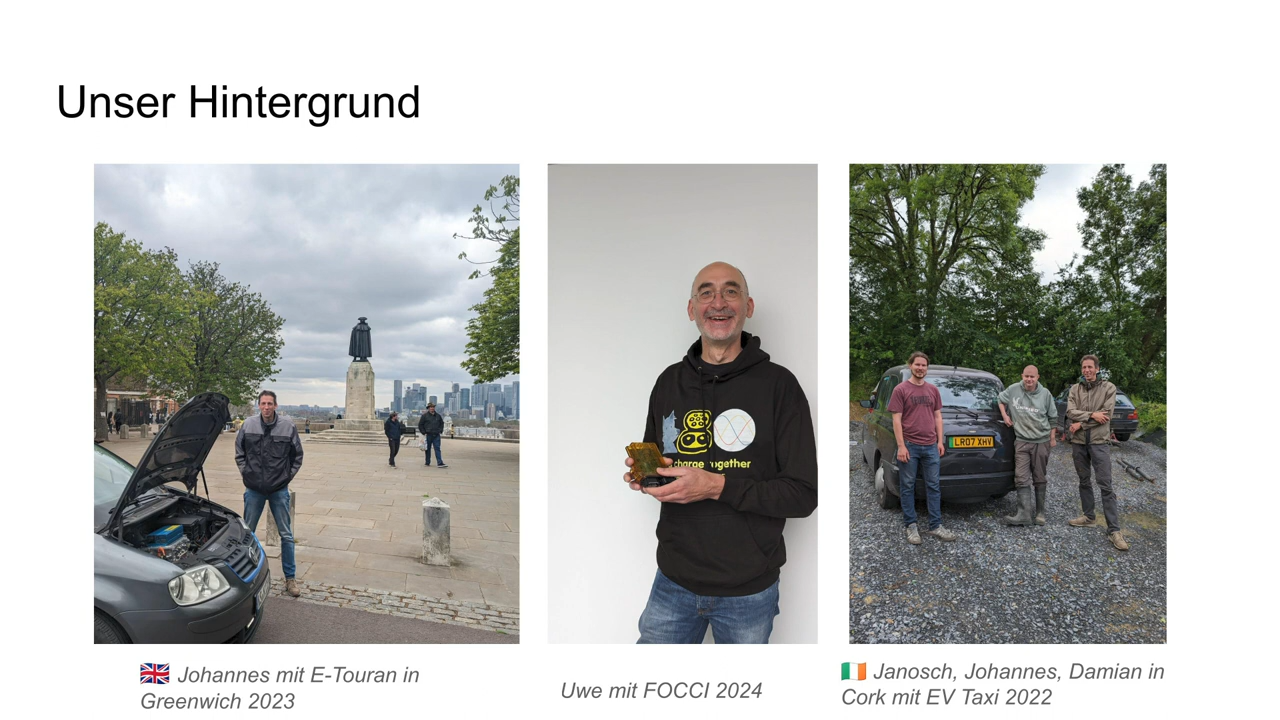 Unser Hintergrund
charge together
LR07 XHV
🇬🇧 Johannes mit E-Touran in
Greenwich 2023
Uwe mit FOCCI 2024
🇮🇪 Janosch, Johannes, Damian in
Cork mit EV Taxi 2022